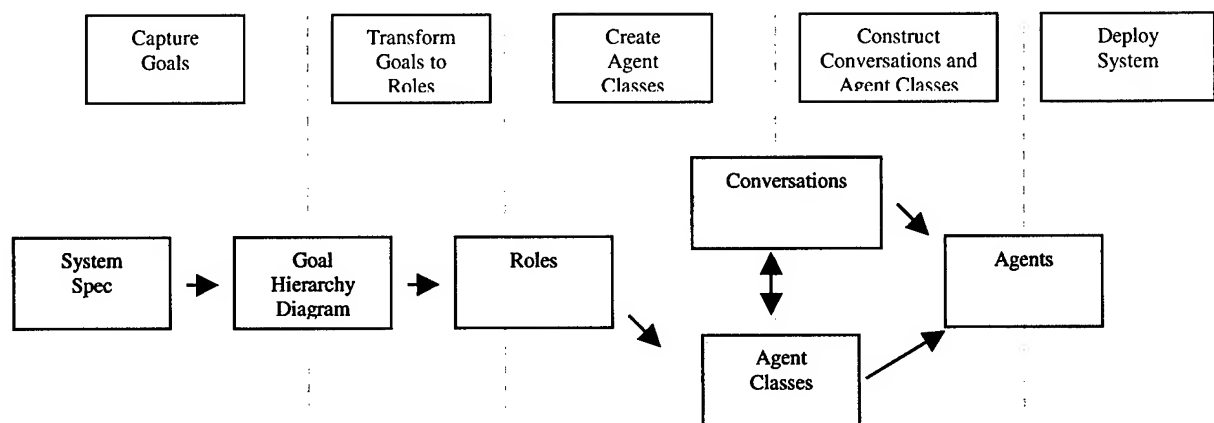 Capture
Goals
Transform
Goals to
Roles
Create
Agent
Classes
Construct
Conversations and
Agent Classes
Deploy
System
Conversations
System
Spec
Goal
Hierarchy
Diagram
Roles
Agents
Agent
Classes